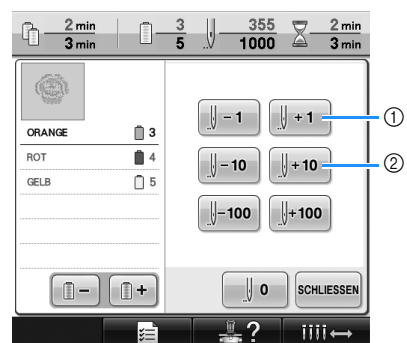 2 min 3 355 2 min
3 min 5 1000 3 min
ORANGE 3
ROT 4
GELB 5
-1 +1 1
-10 +10 2
-100 +100
- + 0 SCHLIESSEN
?